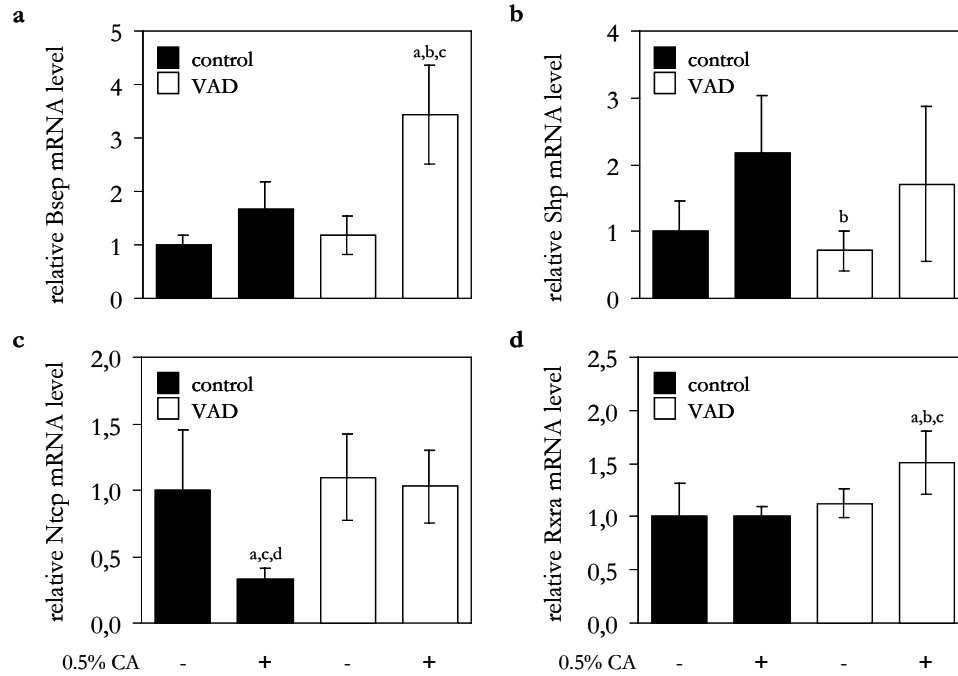 a
relative Bsep mRNA level
5
4
3
2
1
0
control
VAD
a,b,c
b
relative Shp mRNA level
4
3
2
1
0
control
VAD
b
c
relative Ntcp mRNA level
2,0
1,5
1,0
0,5
0,0
control
VAD
a,c,d
0.5% CA - + - +
d
relative Rxra mRNA level
2,5
2,0
1,5
1,0
0,5
0,0
control
VAD
a,b,c
0.5% CA - + - +